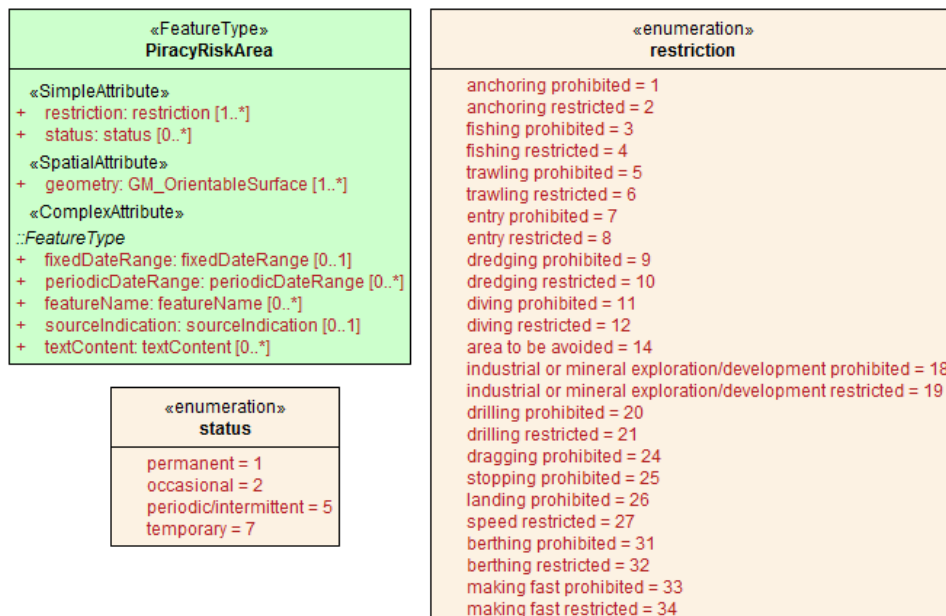 «FeatureType»
PiracyRiskArea
«SimpleAttribute»
+ restriction: restriction [1..*]
+ status: status [0..*]
«SpatialAttribute»
+ geometry: GM_OrientableSurface [1..*]
«ComplexAttribute»
::FeatureType
+ fixedDateRange: fixedDateRange [0..1]
+ periodicDateRange: periodicDateRange [0..*]
+ featureName: featureName [0..*]
+ sourceIndication: sourceIndication [0..1]
+ textContent: textContent [0..*]
«enumeration»
status
permanent = 1
occasional = 2
periodic/intermittent = 5
temporary = 7
«enumeration»
restriction
anchoring prohibited = 1
anchoring restricted = 2
fishing prohibited = 3
fishing restricted = 4
trawling prohibited = 5
trawling restricted = 6
entry prohibited = 7
entry restricted = 8
dredging prohibited = 9
dredging restricted = 10
diving prohibited = 11
diving restricted = 12
area to be avoided = 14
industrial or mineral exploration/development prohibited = 18
industrial or mineral exploration/development restricted = 19
drilling prohibited = 20
drilling restricted = 21
dragging prohibited = 24
stopping prohibited = 25
landing prohibited = 26
speed restricted = 27
berthing prohibited = 31
berthing restricted = 32
making fast prohibited = 33
making fast restricted = 34